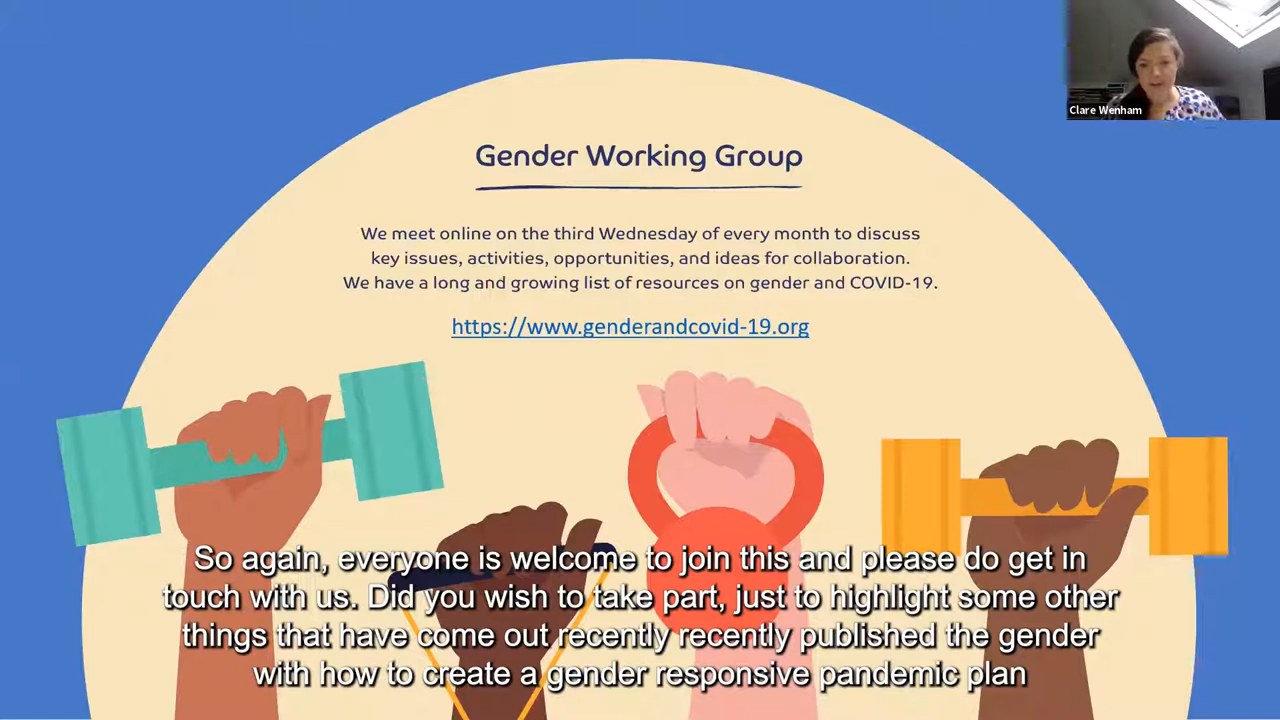 Clare Wenham
Gender Working Group
We meet online on the third Wednesday of every month to discuss
key issues, activities, opportunities, and ideas for collaboration.
We have a long and growing list of resources on gender and COVID-19.
https://www.genderandcovid-19.org
So again, everyone is welcome to join this and please do get in
touch with us. Did you wish to take part, just to highlight some other
things that have come out recently recently published the gender
with how to create a gender responsive pandemic plan